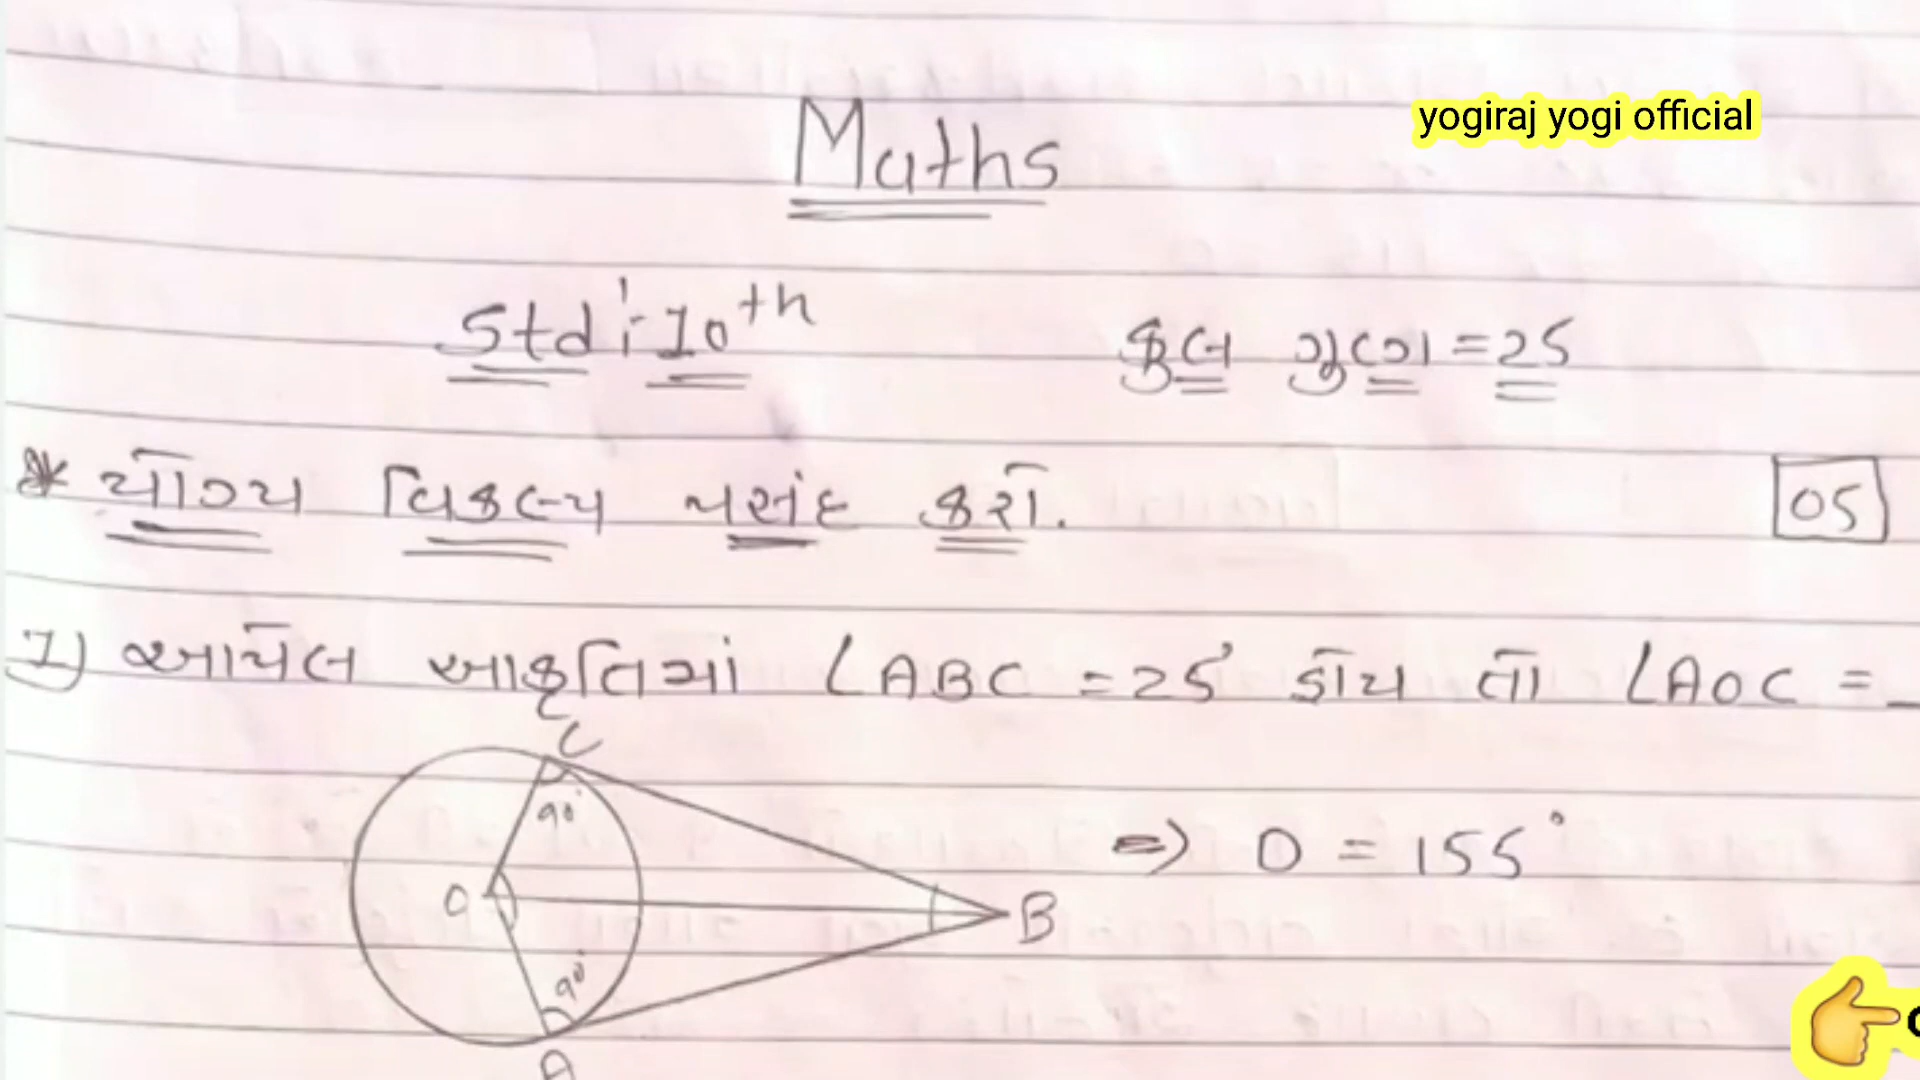 yogiraj yogi official
Maths
Std :- 10th કુલ ગુણ = 25
* યોગ્ય વિકલ્પ પસંદ કરો. 05
1) આપેલ આકૃતિમાં ∠ABC = 25° હોય તો ∠AOC = _
C
90°
O
B
⇒ O = 155°
90°
A